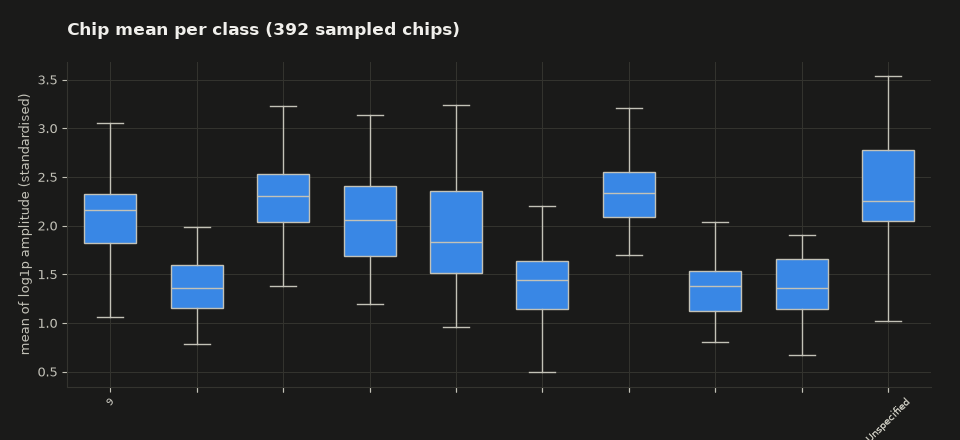 Chip mean per class (392 sampled chips)
mean of log1p amplitude (standardised)
3.5
3.0
2.5
2.0
1.5
1.0
0.5
9
Unspecified